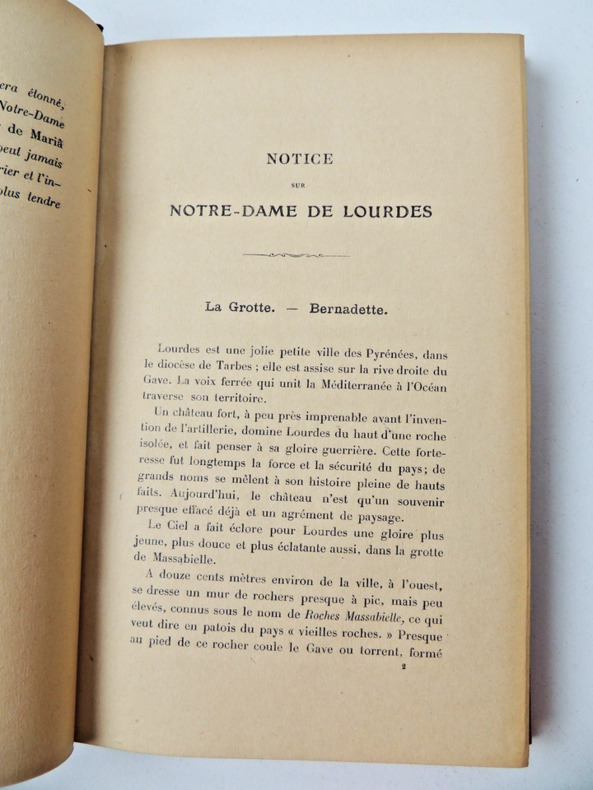 era étonné,
Notre-Dame
de Mariâ
peut jamais
rier et l'in-
plus tendre
NOTICE
SUR
NOTRE-DAME DE LOURDES
La Grotte. — Bernadette.
Lourdes est une jolie petite ville des Pyrénées, dans
le diocèse de Tarbes ; elle est assise sur la rive droite du
Gave. La voix ferrée qui unit la Méditerranée à l'Océan
traverse son territoire.
Un château fort, à peu près imprenable avant l'inven-
tion de l'artillerie, domine Lourdes du haut d'une roche
isolée, et fait penser à sa gloire guerrière. Cette forte-
resse fut longtemps la force et la sécurité du pays ; de
grands noms se mêlent à son histoire pleine de hauts
faits. Aujourd'hui, le château n'est qu'un souvenir
presque effacé déjà et un agrément de paysage.
Le Ciel a fait éclore pour Lourdes une gloire plus
jeune, plus douce et plus éclatante aussi, dans la grotte
de Massabielle.
A douze cents mètres environ de la ville, à l'ouest,
se dresse un mur de rochers presque à pic, mais peu
élevés, connus sous le nom de Roches Massabielle, ce qui
veut dire en patois du pays « vieilles roches. » Presque
au pied de ce rocher coule le Gave ou torrent, formé
2